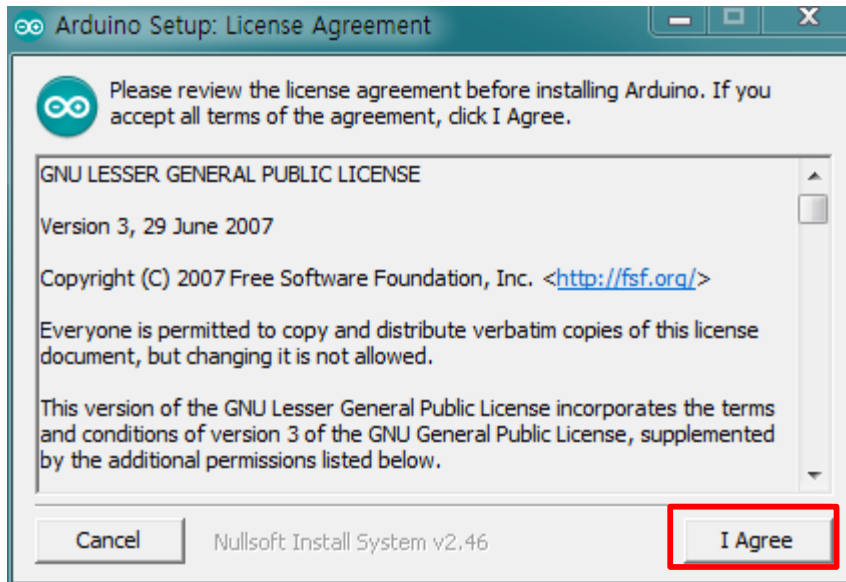 Arduino Setup: License Agreement
Please review the license agreement before installing Arduino. If you
accept all terms of the agreement, click I Agree.
GNU LESSER GENERAL PUBLIC LICENSE
Version 3, 29 June 2007
Copyright (C) 2007 Free Software Foundation, Inc. <http://fsf.org/>
Everyone is permitted to copy and distribute verbatim copies of this license
document, but changing it is not allowed.
This version of the GNU Lesser General Public License incorporates the terms
and conditions of version 3 of the GNU General Public License, supplemented
by the additional permissions listed below.
Cancel Nullsoft Install System v2.46 I Agree